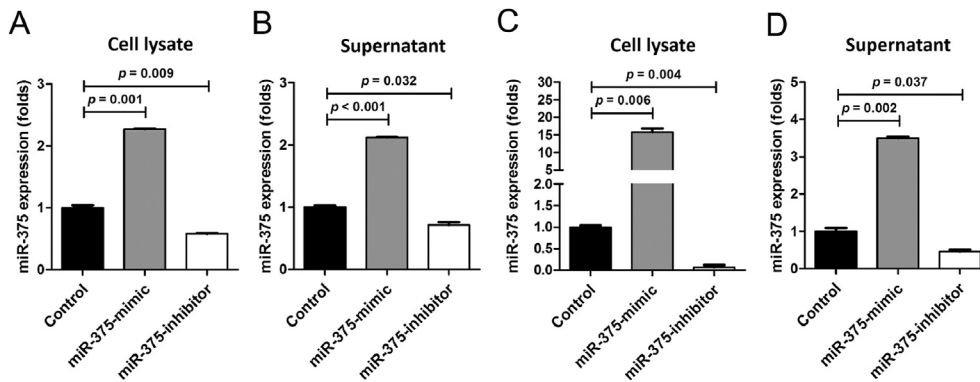 A
Cell lysate
miR-375 expression (folds)
3
2
1
0
p = 0.009
p = 0.001
Control
miR-375-mimic
miR-375-inhibitor
B
Supernatant
miR-375 expression (folds)
3
2
1
0
p = 0.032
p < 0.001
Control
miR-375-mimic
miR-375-inhibitor
C
Cell lysate
miR-375 expression (folds)
30
25
20
15
10
5
2.0
1.5
1.0
0.5
0.0
p = 0.004
p = 0.006
Control
miR-375-mimic
miR-375-inhibitor
D
Supernatant
miR-375 expression (folds)
5
4
3
2
1
0
p = 0.037
p = 0.002
Control
miR-375-mimic
miR-375-inhibitor